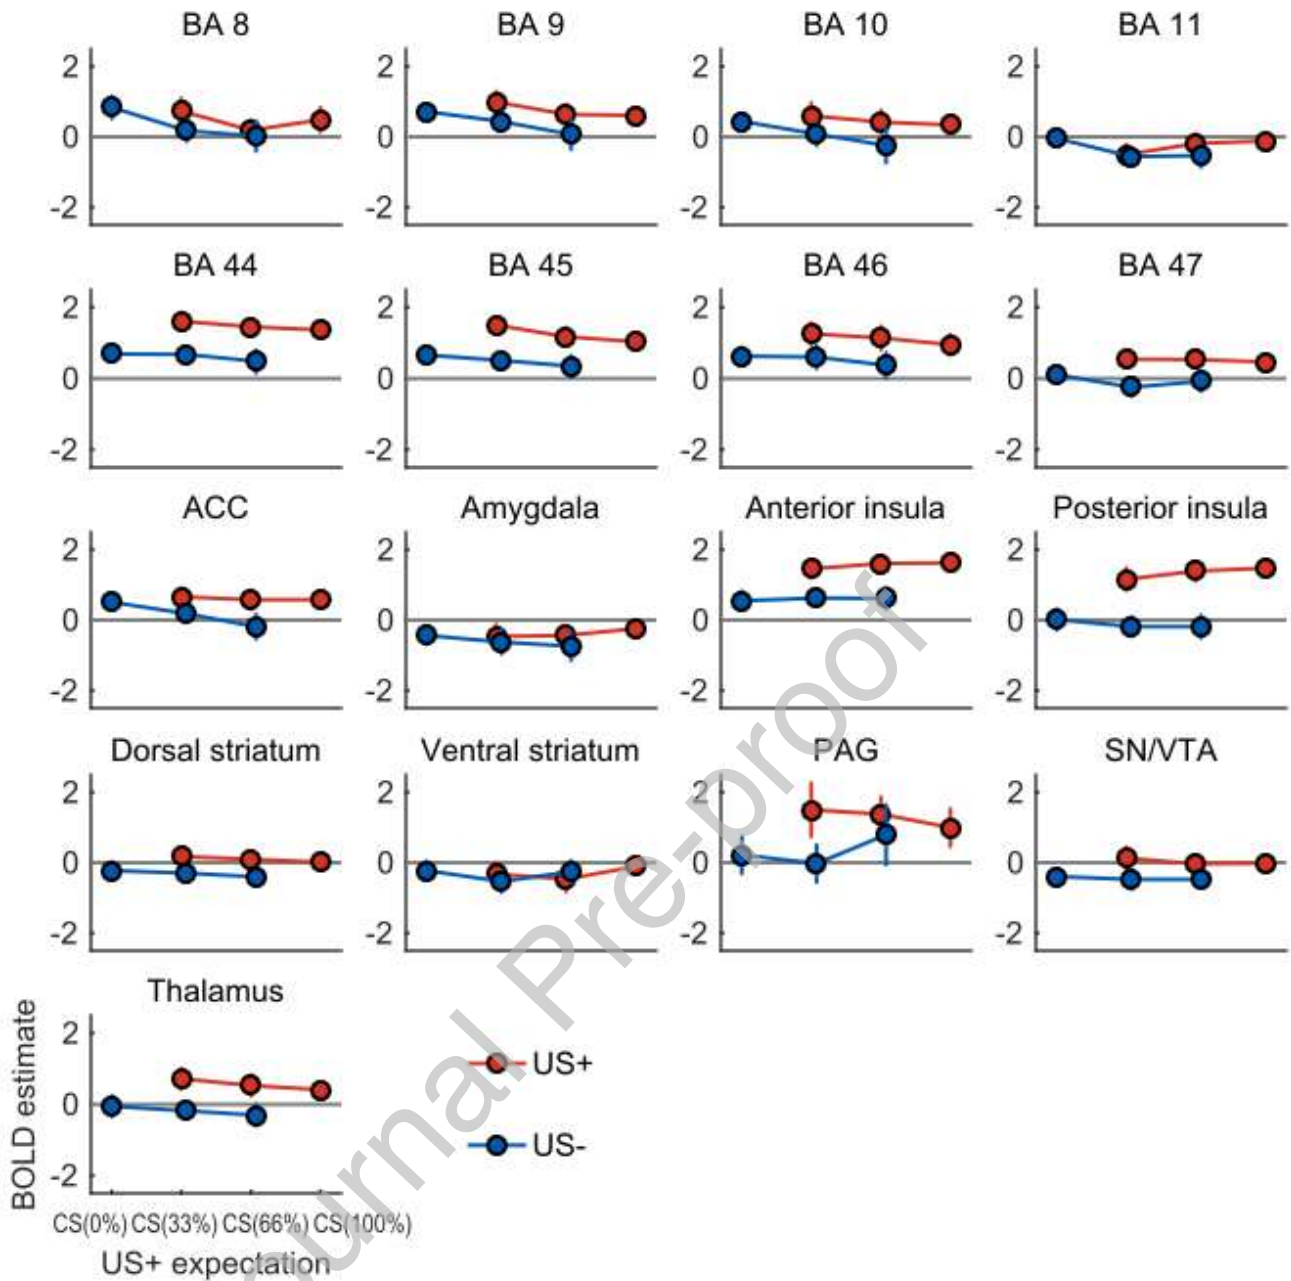 BA 8 BA 9 BA 10 BA 11
2 2 2 2
0 0 0 0
-2 -2 -2 -2
BA 44 BA 45 BA 46 BA 47
2 2 2 2
0 0 0 0
-2 -2 -2 -2
ACC Amygdala Anterior insula Posterior insula
2 2 2 2
0 0 0 0
-2 -2 -2 -2
Dorsal striatum Ventral striatum PAG SN/VTA
2 2 2 2
0 0 0 0
-2 -2 -2 -2
Thalamus
BOLD estimate
2
0
-2
CS(0%) CS(33%) CS(66%) CS(100%)
US+ expectation
US+
US-
Journal Pre-proof